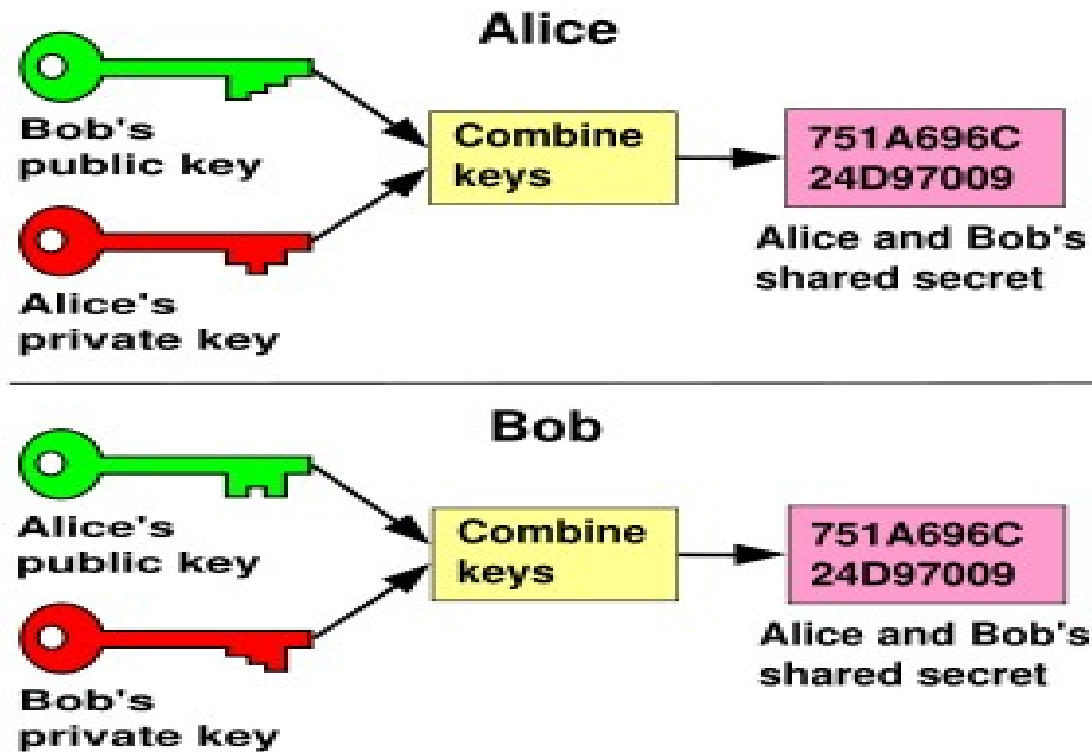 Alice
Bob's
public key
Combine
keys
751A696C
24D97009
Alice and Bob's
shared secret
Alice's
private key
Bob
Alice's
public key
Combine
keys
751A696C
24D97009
Alice and Bob's
shared secret
Bob's
private key